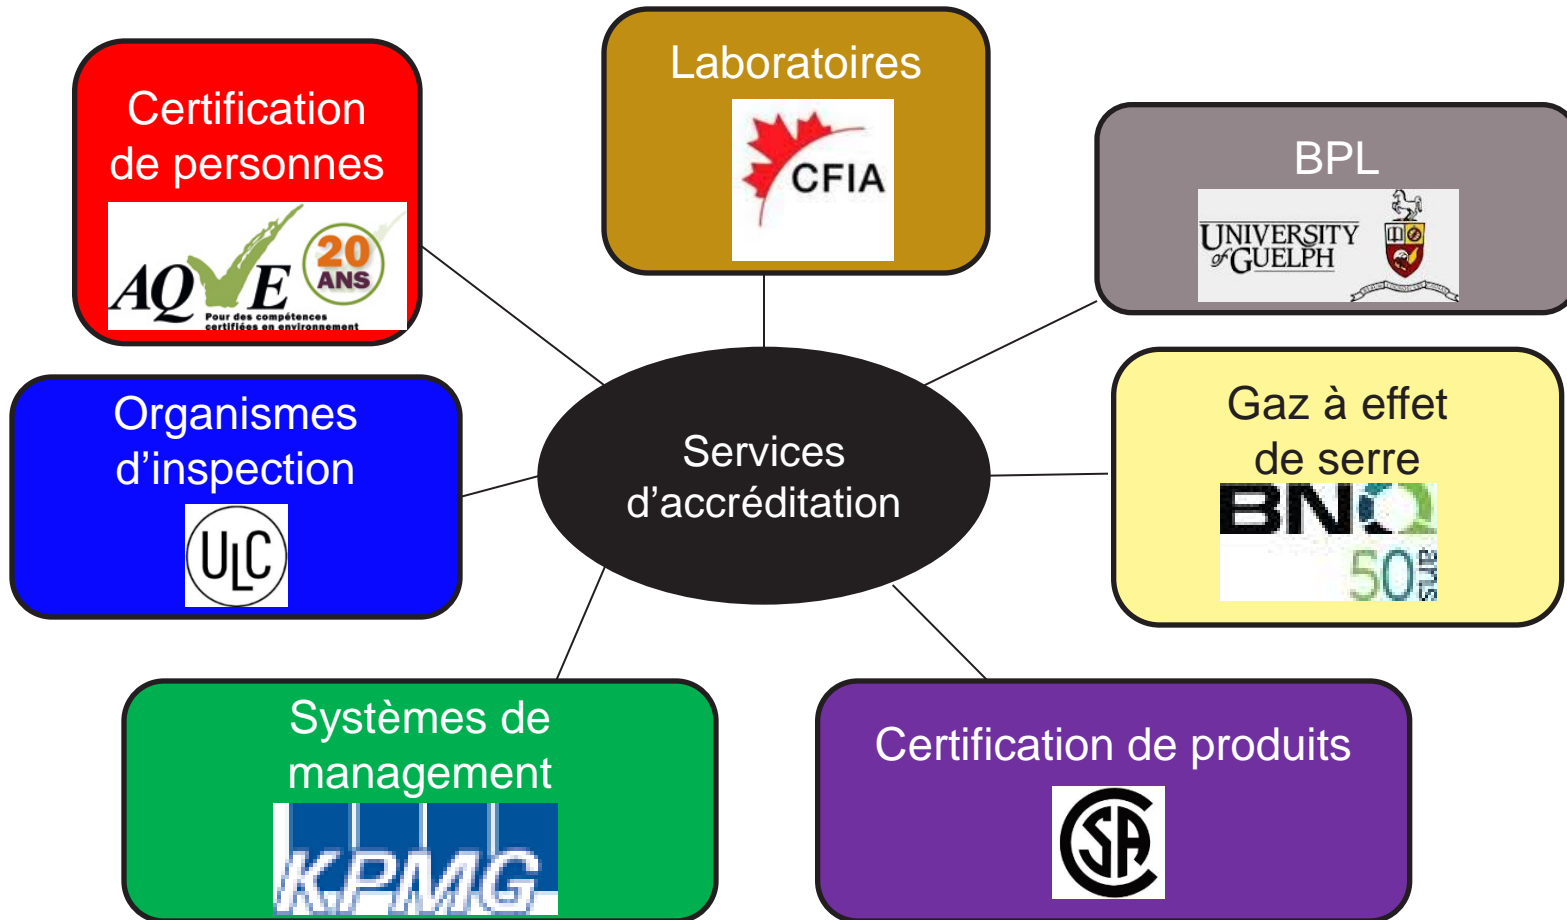 Certification
de personnes
AQVE
20
ANS
Pour des compétences
certifiées en environnement
Laboratoires
CFIA
BPL
UNIVERSITY
of GUELPH
Organismes
d’inspection
ULC
Services
d’accréditation
Gaz à effet
de serre
BNQ
50
ans
Systèmes de
management
KPMG
Certification de produits
CSA